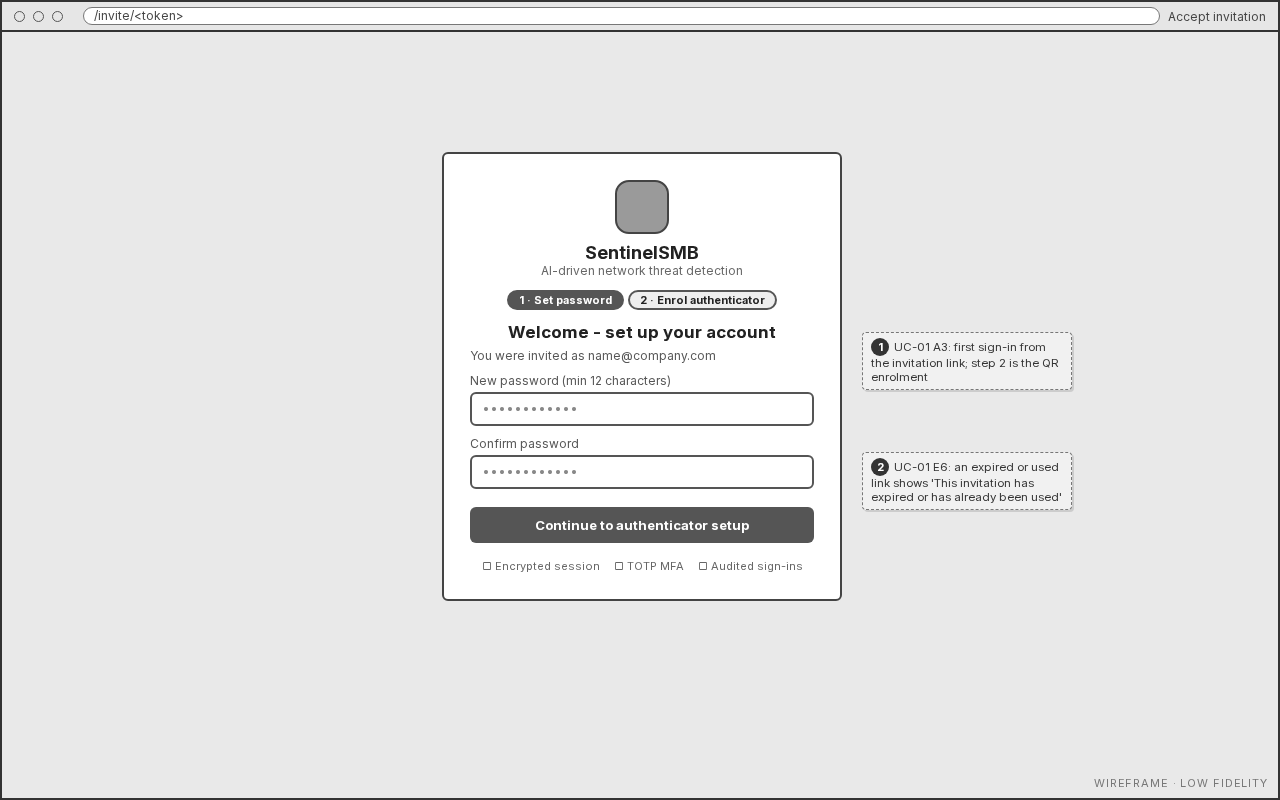 /invite/<token>
Accept invitation
SentinelSMB
AI-driven network threat detection
1 · Set password
2 · Enrol authenticator
Welcome - set up your account
You were invited as name@company.com
New password (min 12 characters)
Confirm password
Continue to authenticator setup
Encrypted session
TOTP MFA
Audited sign-ins
1 UC-01 A3: first sign-in from
the invitation link; step 2 is the QR
enrolment
2 UC-01 E6: an expired or used
link shows 'This invitation has
expired or has already been used'
WIREFRAME · LOW FIDELITY